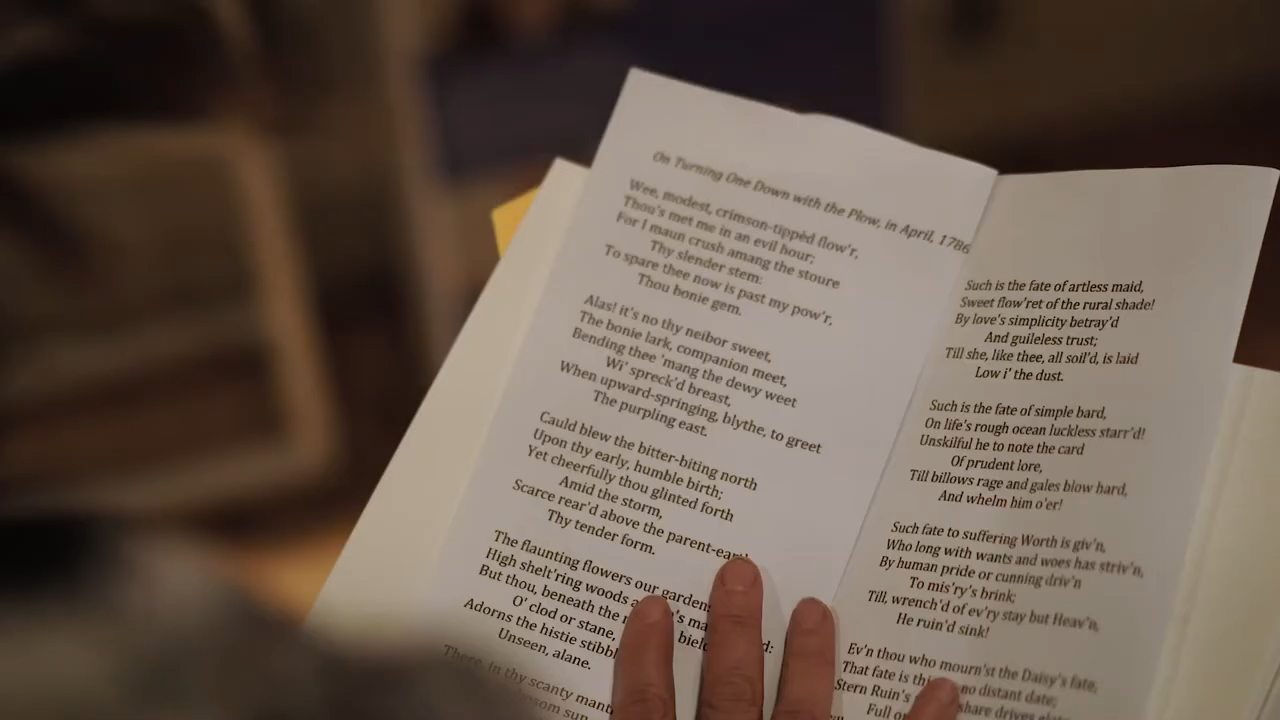 On Turning One Down with the Plow, in April, 1786
Wee, modest, crimson-tippèd flow'r,
Thou's met me in an evil hour;
For I maun crush amang the stoure
Thy slender stem:
To spare thee now is past my pow'r,
Thou bonie gem.
Alas! it's no thy neibor sweet,
The bonie lark, companion meet,
Bending thee 'mang the dewy weet
Wi' spreck'd breast,
When upward-springing, blythe, to greet
The purpling east.
Cauld blew the bitter-biting north
Upon thy early, humble birth;
Yet cheerfully thou glinted forth
Amid the storm,
Scarce rear'd above the parent-earth
Thy tender form.
The flaunting flowers our gardens
High shelt'ring woods a 's ma d:
But thou, beneath the r biel
O' clod or stane,
Adorns the histie stibb
Unseen, alane.
There, in thy scanty mant
osom sun
Such is the fate of artless maid,
Sweet flow'ret of the rural shade!
By love's simplicity betray'd
And guileless trust;
Till she, like thee, all soil'd, is laid
Low i' the dust.
Such is the fate of simple bard,
On life's rough ocean luckless starr'd!
Unskilful he to note the card
Of prudent lore,
Till billows rage and gales blow hard,
And whelm him o'er!
Such fate to suffering Worth is giv'n,
Who long with wants and woes has striv'n,
By human pride or cunning driv'n
To mis'ry's brink;
Till, wrench'd of ev'ry stay but Heav'n,
He ruin'd sink!
Ev'n thou who mourn'st the Daisy's fate,
That fate is thi no distant date;
Stern Ruin's share drives elate
Full o